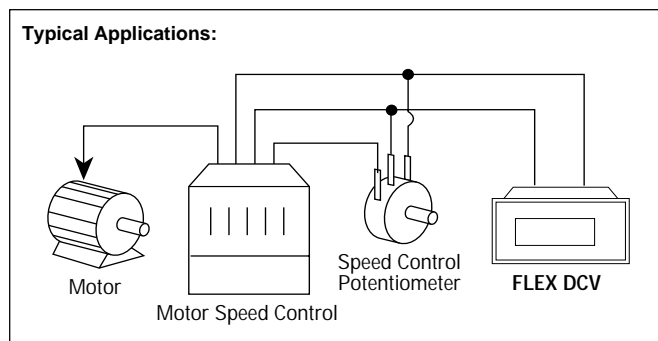 Typical Applications:
Motor
Motor Speed Control
Speed Control
Potentiometer
FLEX DCV